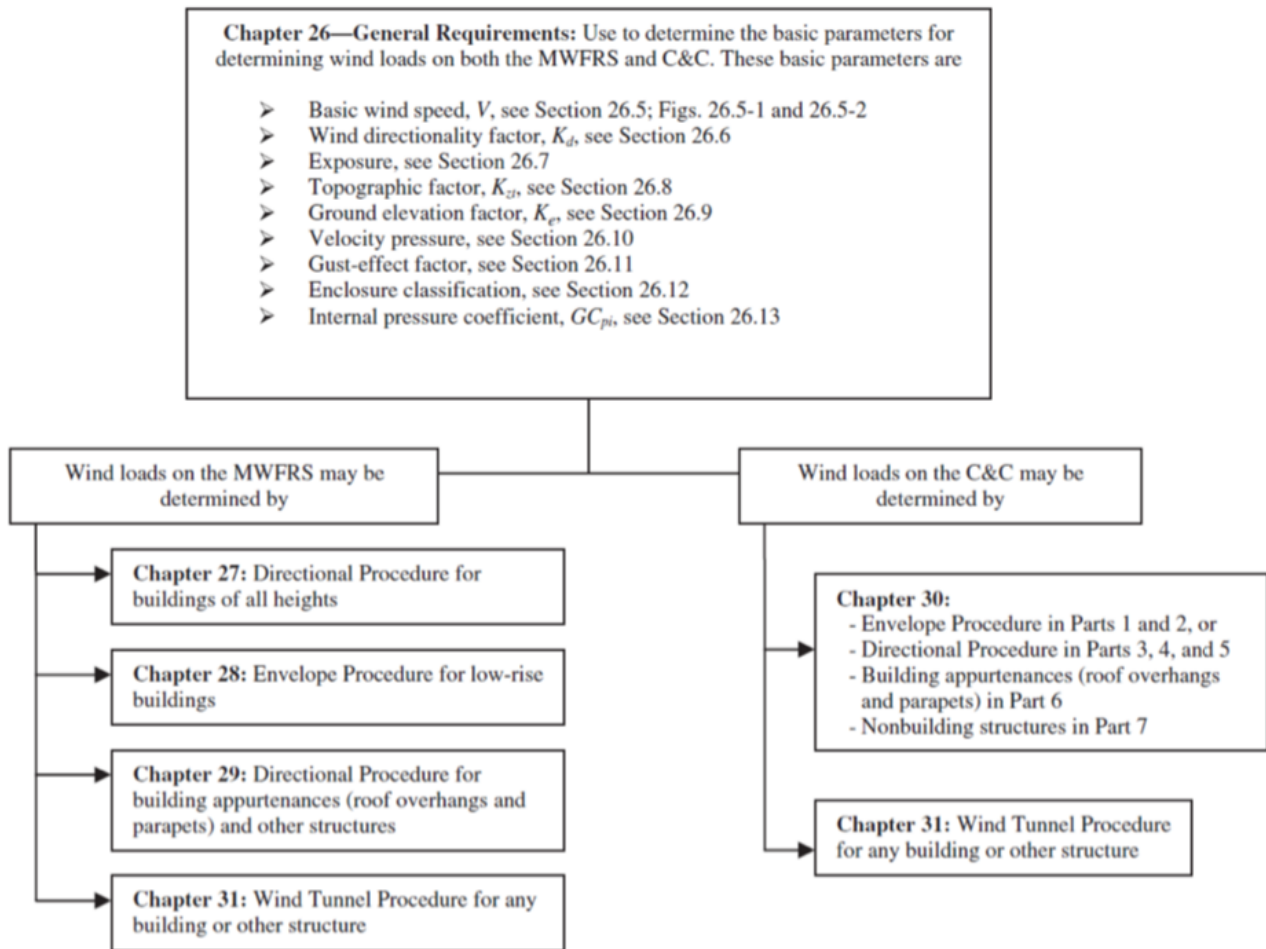 Chapter 26—General Requirements: Use to determine the basic parameters for
determining wind loads on both the MWFRS and C&C. These basic parameters are
➢ Basic wind speed, V, see Section 26.5; Figs. 26.5-1 and 26.5-2
➢ Wind directionality factor, Kd, see Section 26.6
➢ Exposure, see Section 26.7
➢ Topographic factor, Kzt, see Section 26.8
➢ Ground elevation factor, Ke, see Section 26.9
➢ Velocity pressure, see Section 26.10
➢ Gust-effect factor, see Section 26.11
➢ Enclosure classification, see Section 26.12
➢ Internal pressure coefficient, GCpi, see Section 26.13
Wind loads on the MWFRS may be
determined by
Chapter 27: Directional Procedure for
buildings of all heights
Chapter 28: Envelope Procedure for low-rise
buildings
Chapter 29: Directional Procedure for
building appurtenances (roof overhangs and
parapets) and other structures
Chapter 31: Wind Tunnel Procedure for any
building or other structure
Wind loads on the C&C may be
determined by
Chapter 30:
- Envelope Procedure in Parts 1 and 2, or
- Directional Procedure in Parts 3, 4, and 5
- Building appurtenances (roof overhangs
and parapets) in Part 6
- Nonbuilding structures in Part 7
Chapter 31: Wind Tunnel Procedure
for any building or other structure